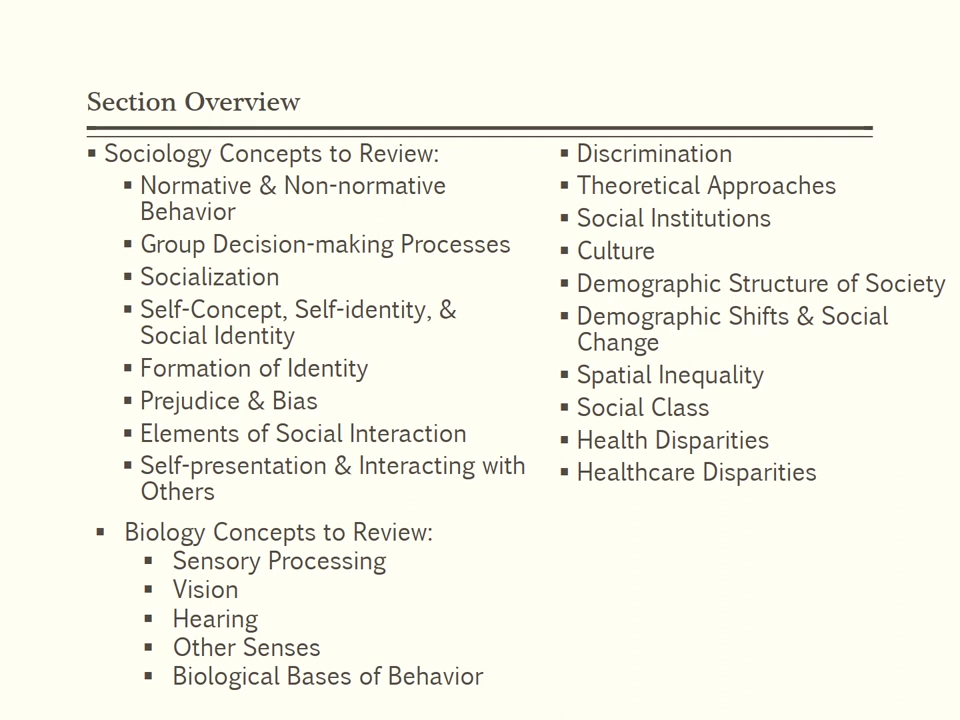 Section Overview
▪ Sociology Concepts to Review:
▪ Normative & Non-normative
Behavior
▪ Group Decision-making Processes
▪ Socialization
▪ Self-Concept, Self-identity, &
Social Identity
▪ Formation of Identity
▪ Prejudice & Bias
▪ Elements of Social Interaction
▪ Self-presentation & Interacting with
Others
▪ Discrimination
▪ Theoretical Approaches
▪ Social Institutions
▪ Culture
▪ Demographic Structure of Society
▪ Demographic Shifts & Social
Change
▪ Spatial Inequality
▪ Social Class
▪ Health Disparities
▪ Healthcare Disparities
▪ Biology Concepts to Review:
▪ Sensory Processing
▪ Vision
▪ Hearing
▪ Other Senses
▪ Biological Bases of Behavior